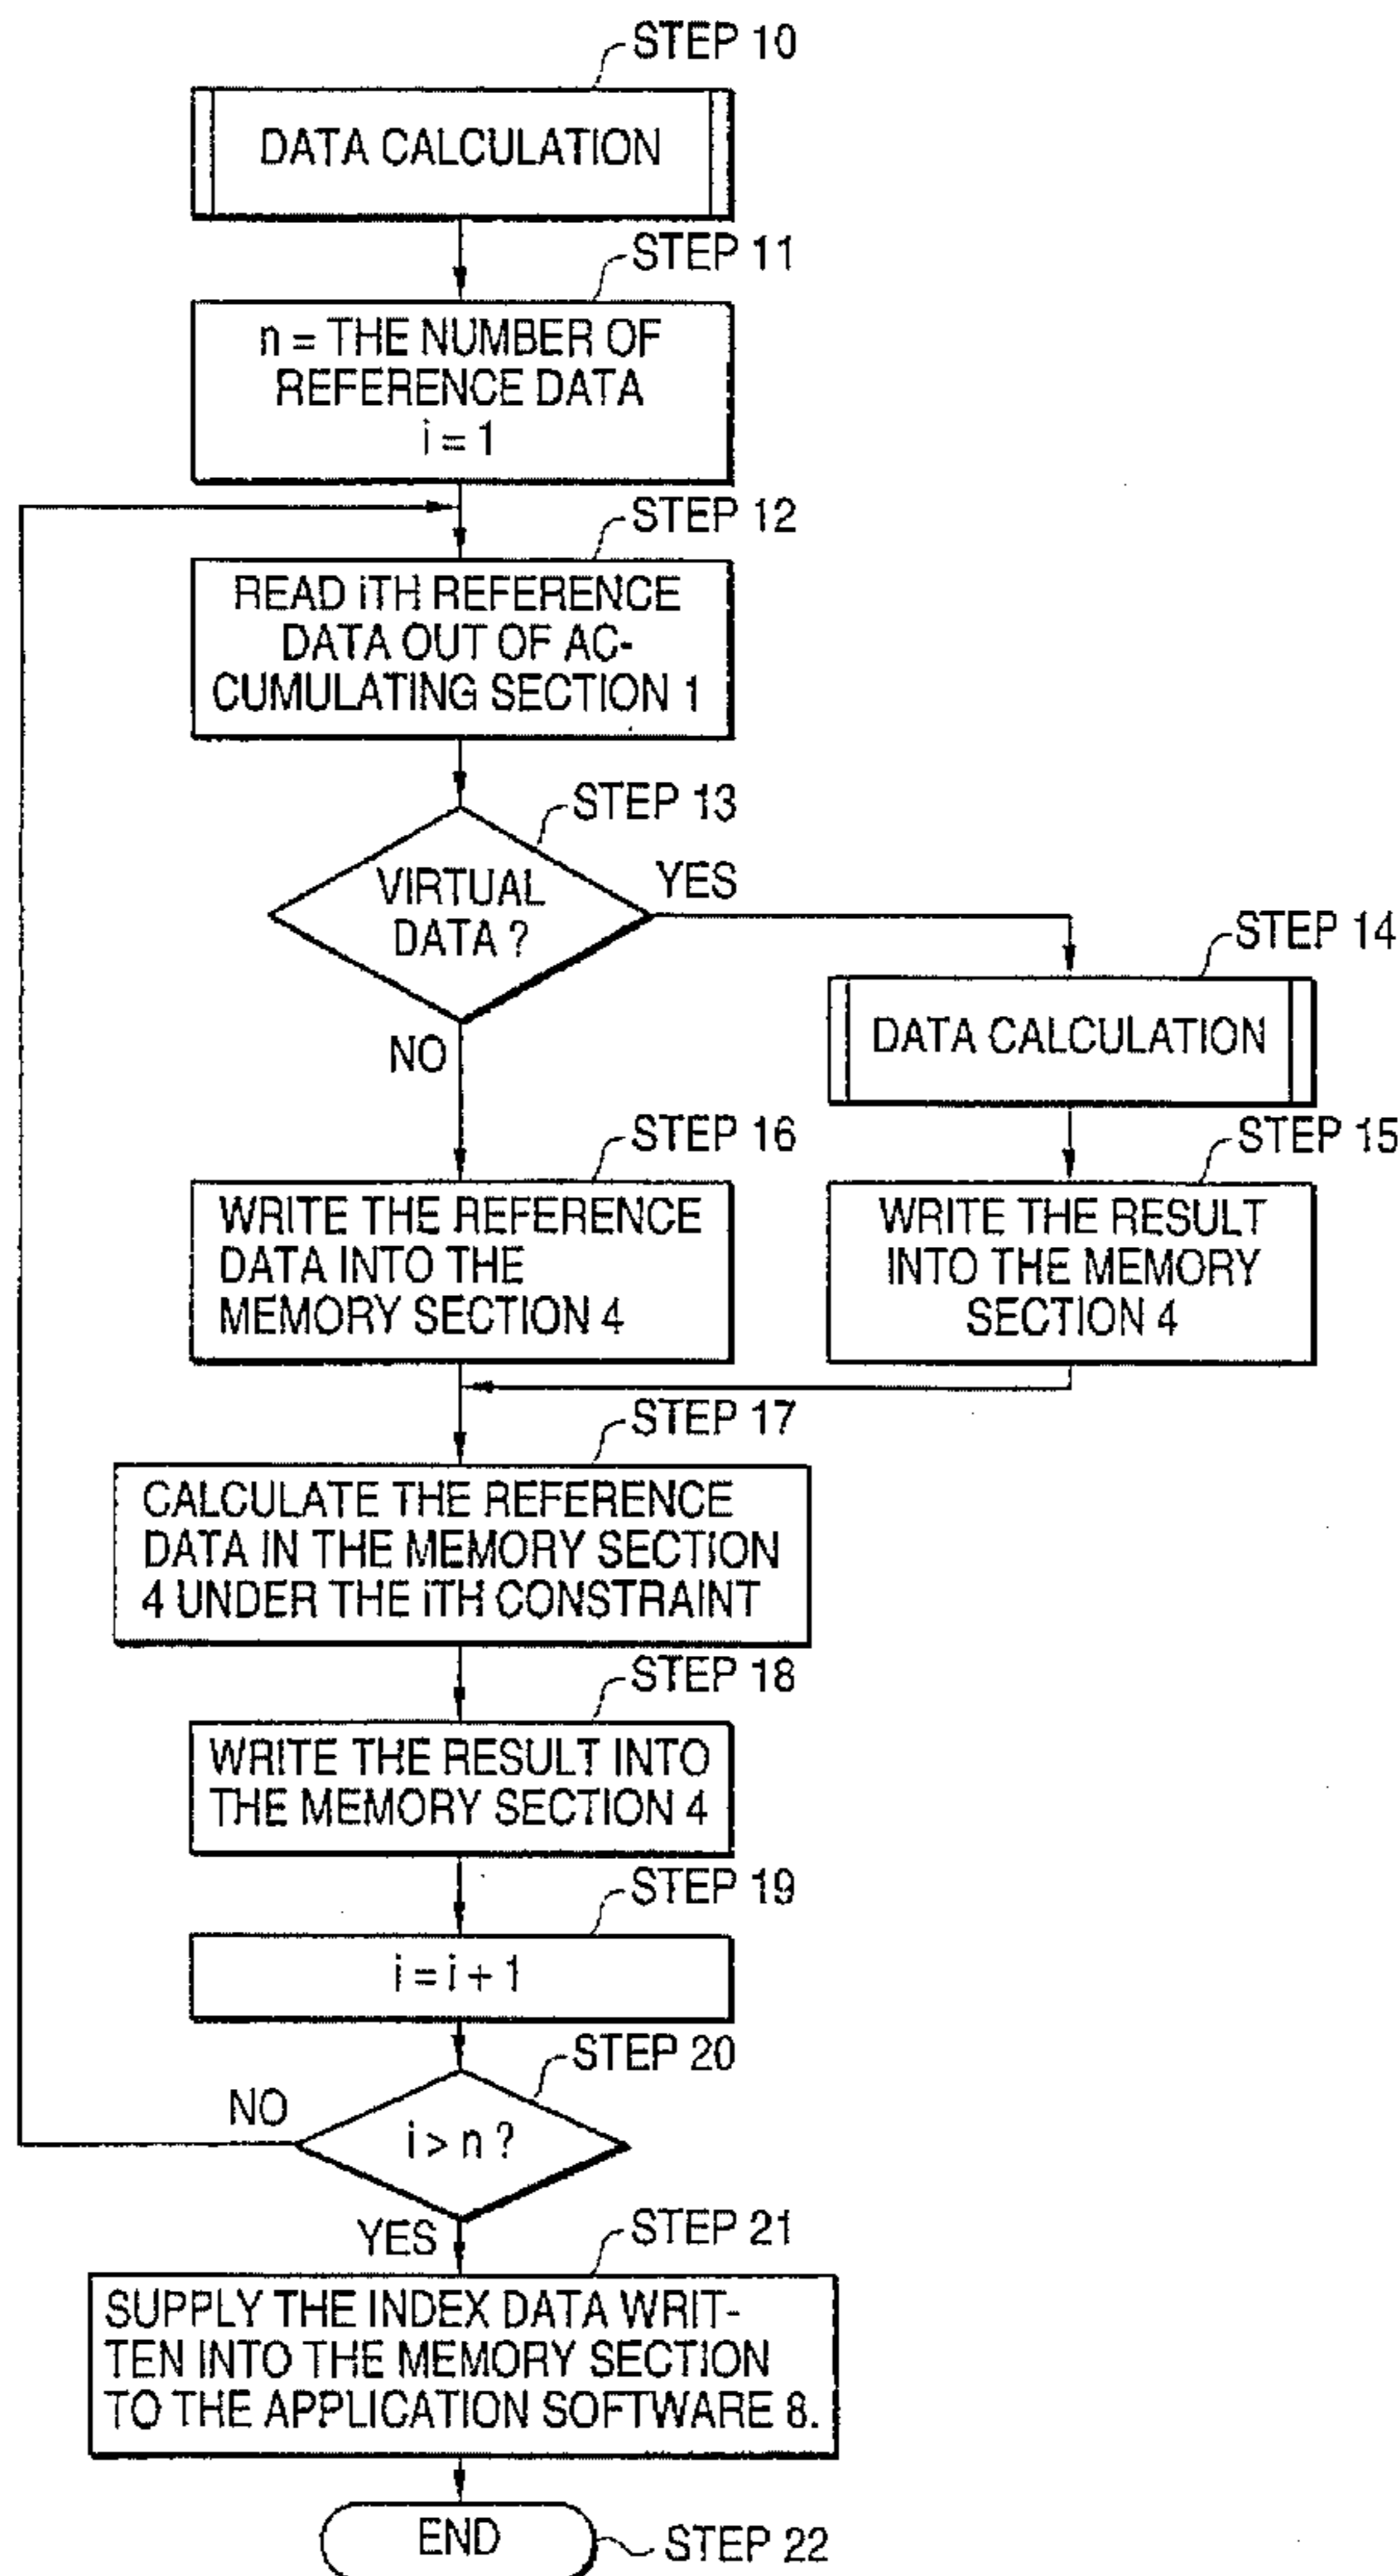 STEP 10
DATA CALCULATION
STEP 11
n = THE NUMBER OF
REFERENCE DATA
i = 1
STEP 12
READ iTH REFERENCE
DATA OUT OF AC-
CUMULATING SECTION 1
STEP 13
VIRTUAL
DATA ?
YES
NO
STEP 14
DATA CALCULATION
STEP 15
WRITE THE RESULT
INTO THE MEMORY
SECTION 4
STEP 16
WRITE THE REFERENCE
DATA INTO THE
MEMORY SECTION 4
STEP 17
CALCULATE THE REFERENCE
DATA IN THE MEMORY SECTION
4 UNDER THE iTH CONSTRAINT
STEP 18
WRITE THE RESULT INTO
THE MEMORY SECTION 4
STEP 19
i = i + 1
STEP 20
NO
i > n ?
YES
STEP 21
SUPPLY THE INDEX DATA WRIT-
TEN INTO THE MEMORY SECTION
TO THE APPLICATION SOFTWARE 8.
END
STEP 22